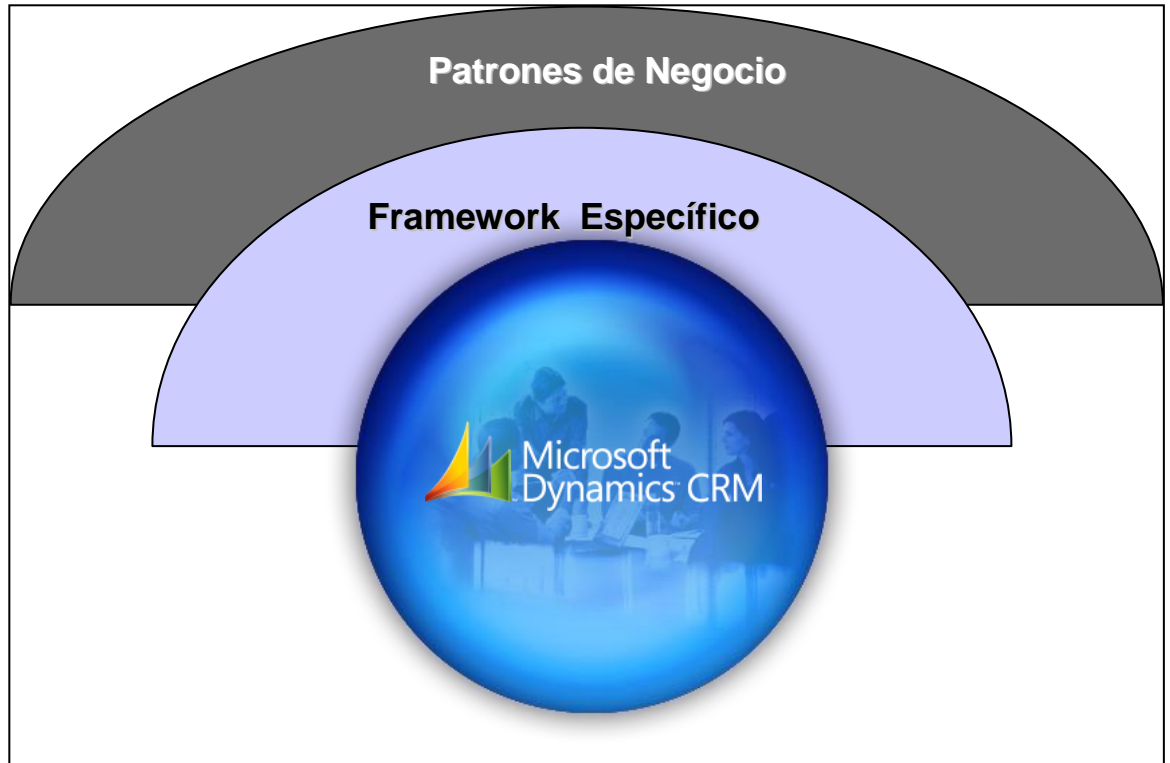 Patrones de Negocio
Framework Específico
Microsoft
Dynamics CRM